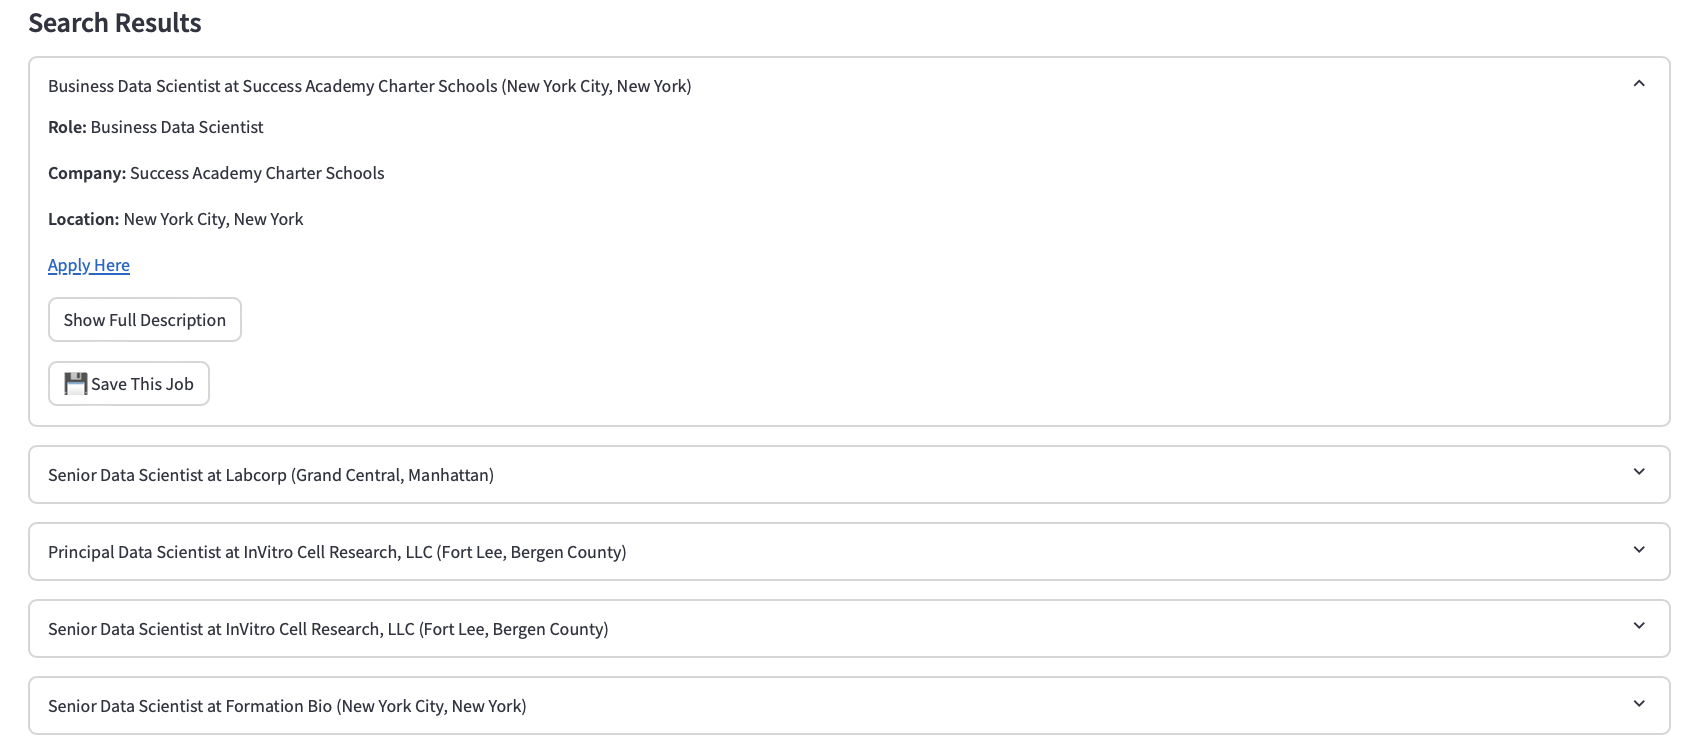 Search Results
Business Data Scientist at Success Academy Charter Schools (New York City, New York)
Role: Business Data Scientist
Company: Success Academy Charter Schools
Location: New York City, New York
Apply Here
Show Full Description
Save This Job
Senior Data Scientist at Labcorp (Grand Central, Manhattan)
Principal Data Scientist at InVitro Cell Research, LLC (Fort Lee, Bergen County)
Senior Data Scientist at InVitro Cell Research, LLC (Fort Lee, Bergen County)
Senior Data Scientist at Formation Bio (New York City, New York)